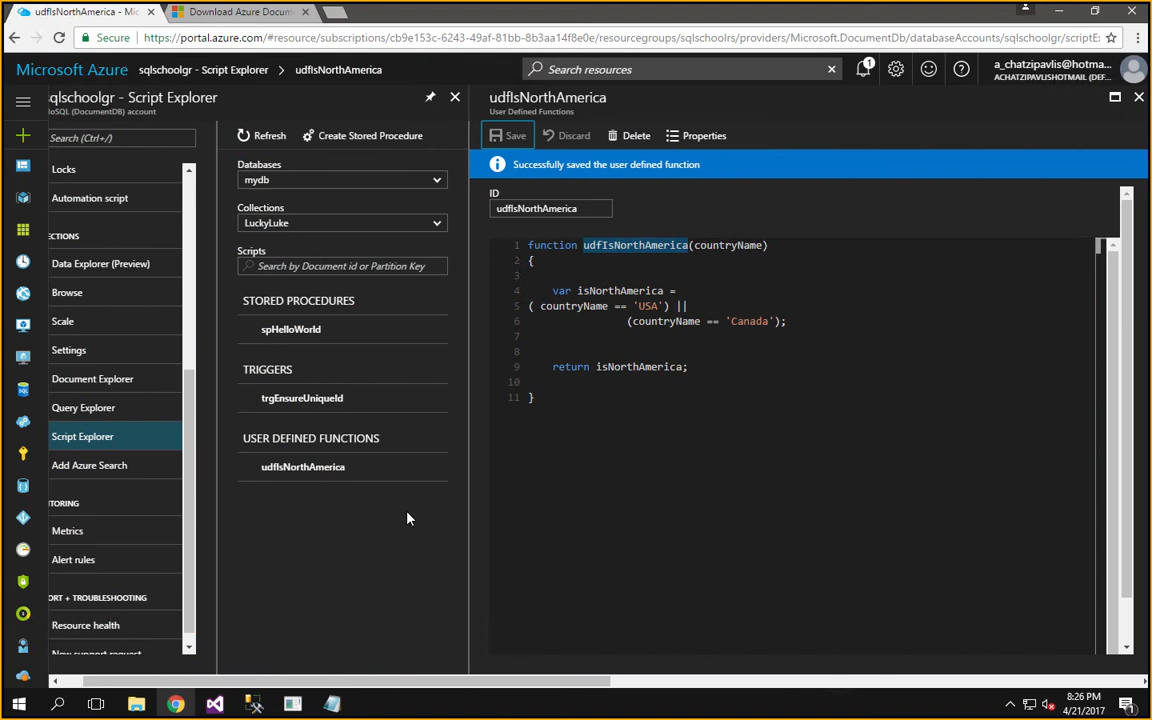 udfIsNorthAmerica - Mic
Download Azure Docum
Secure
https://portal.azure.com/#resource/subscriptions/cb9e153c-6243-49af-81bb-8b3aa14f8e0e/resourcegroups/sqlschoolrs/providers/Microsoft.DocumentDb/databaseAccounts/sqlschoolgr/scriptE
Microsoft Azure
sqlschoolgr - Script Explorer
udfIsNorthAmerica
Search resources
1
a_chatzipavlis@hotma...
ACHATZIPAVLISHOTMAIL (DEF...
sqlschoolgr - Script Explorer
NoSQL (DocumentDB) account
Search (Ctrl+/)
Locks
Automation script
ECTIONS
Data Explorer (Preview)
Browse
Scale
Settings
Document Explorer
Query Explorer
Script Explorer
Add Azure Search
ITORING
Metrics
Alert rules
ORT + TROUBLESHOOTING
Resource health
New support request
Refresh
Create Stored Procedure
Databases
mydb
Collections
LuckyLuke
Scripts
Search by Document id or Partition Key
STORED PROCEDURES
spHelloWorld
TRIGGERS
trgEnsureUniqueId
USER DEFINED FUNCTIONS
udfIsNorthAmerica
udfIsNorthAmerica
User Defined Functions
Save
Discard
Delete
Properties
Successfully saved the user defined function
ID
udfIsNorthAmerica
1 function udfIsNorthAmerica(countryName)
2 {
3
4 var isNorthAmerica =
5 ( countryName == 'USA') ||
6 (countryName == 'Canada');
7
8
9 return isNorthAmerica;
10
11 }
8:26 PM
4/21/2017
1